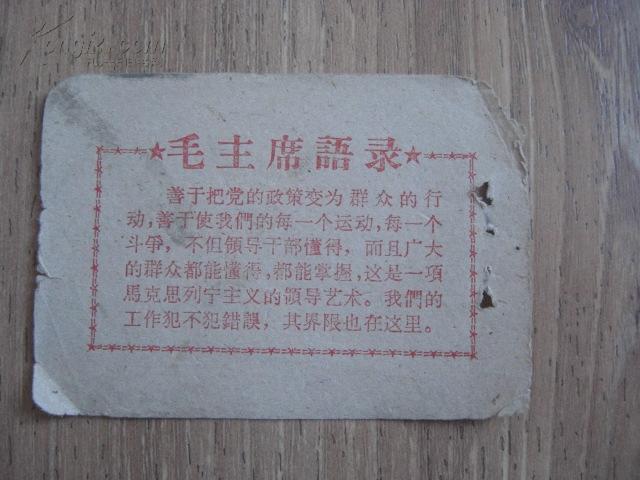 毛主席語录
善于把党的政策变为群众的行
动,善于使我們的每一个运动,每一个
斗爭,不但領导干部懂得,而且广大
的群众都能懂得,都能掌握,这是一項
馬克思列宁主义的領导艺术。我們的
工作犯不犯錯誤,其界限也在这里。